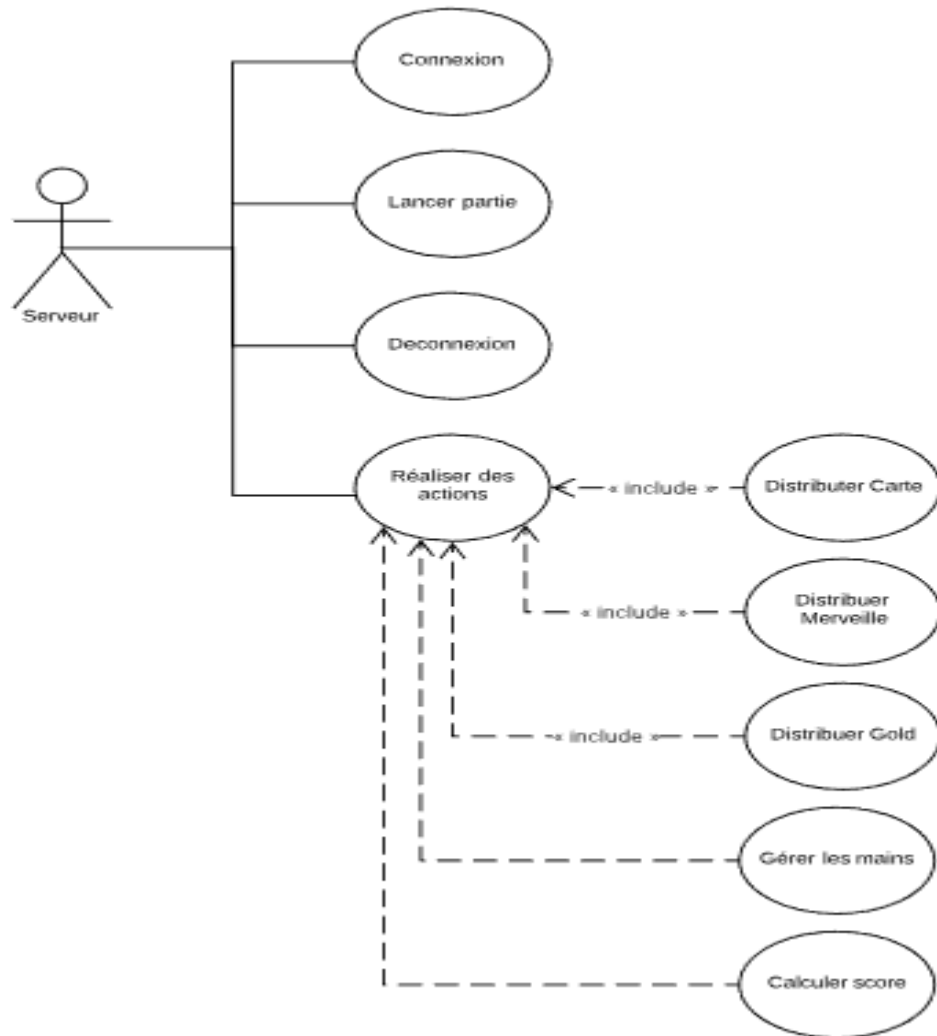 Connexion
Lancer partie
Serveur
Deconnexion
Réaliser des
actions
« include »
Distributer Carte
« include »
Distribuer
Merveille
« include »
Distribuer Gold
Gérer les mains
Calculer score